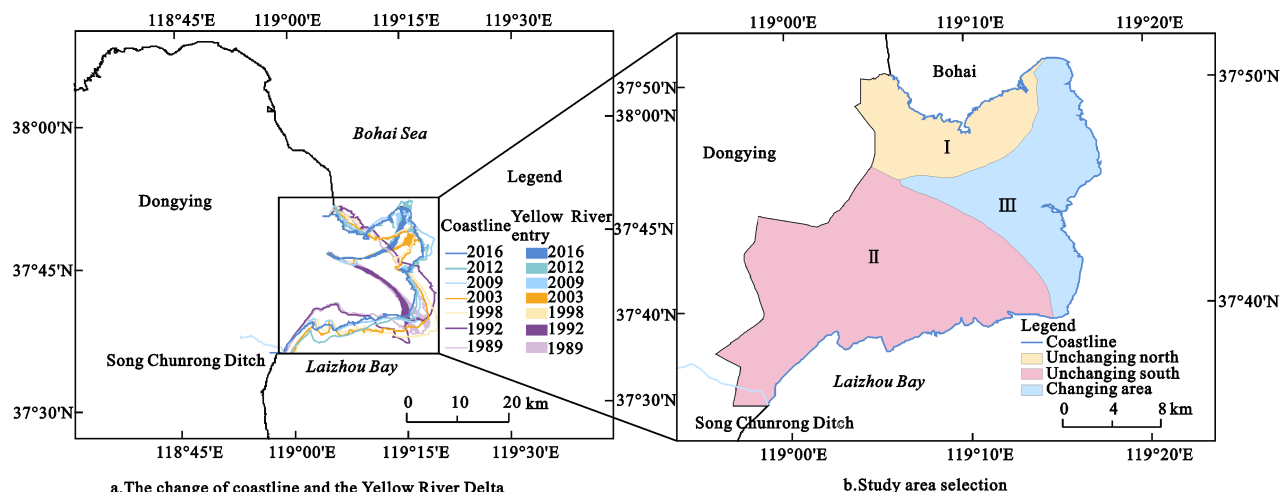 118°45'E 119°00'E 119°15'E 119°30'E
38°00'N
37°45'N
37°30'N
Bohai Sea
Dongying
Legend
Coastline
Yellow River
entry
2016 2016
2012 2012
2009 2009
2003 2003
1998 1998
1992 1992
1989 1989
Song Chunrong Ditch
Laizhou Bay
0 10 20 km
118°45'E 119°00'E 119°15'E 119°30'E
a.The change of coastline and the Yellow River Delta
38°00'N
37°45'N
37°30'N
119°00'E 119°10'E 119°20'E
37°50'N
37°40'N
37°50'N
37°40'N
Bohai
Dongying
I
II
III
Legend
Coastline
Unchanging north
Unchanging south
Changing area
Laizhou Bay
0 4 8 km
Song Chunrong Ditch
119°00'E 119°10'E 119°20'E
b.Study area selection